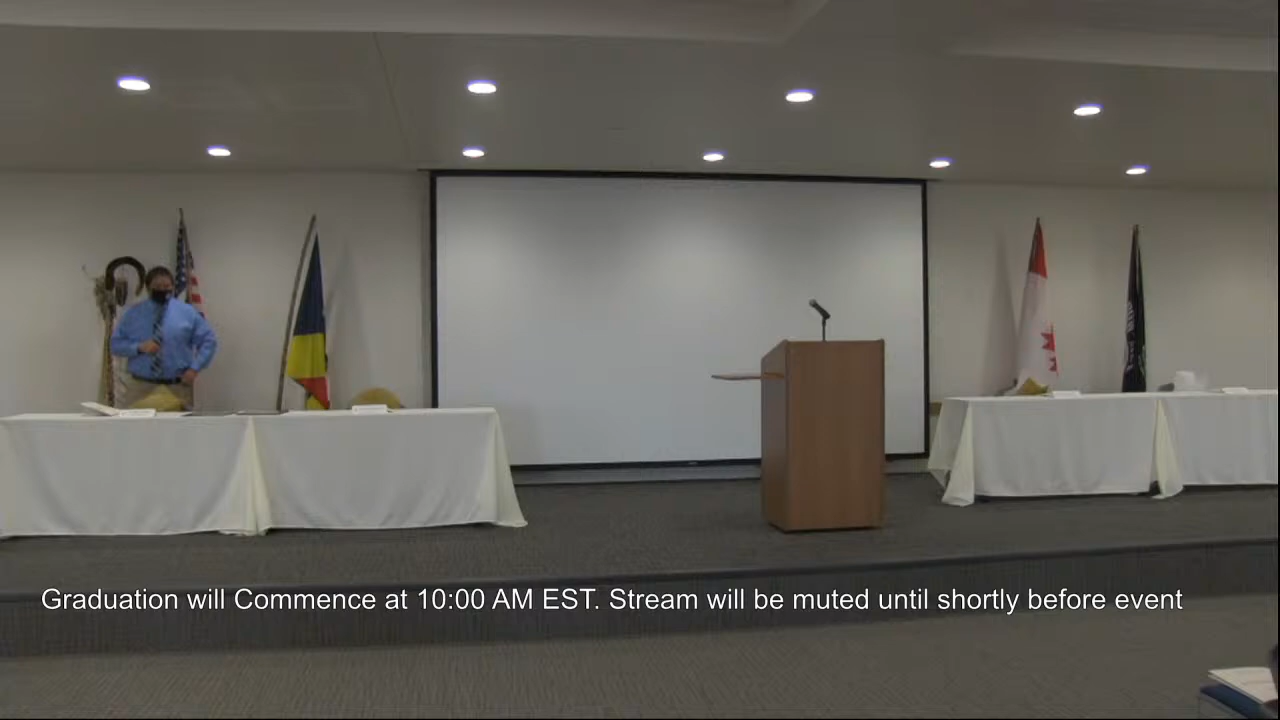 Graduation will Commence at 10:00 AM EST. Stream will be muted until shortly before event